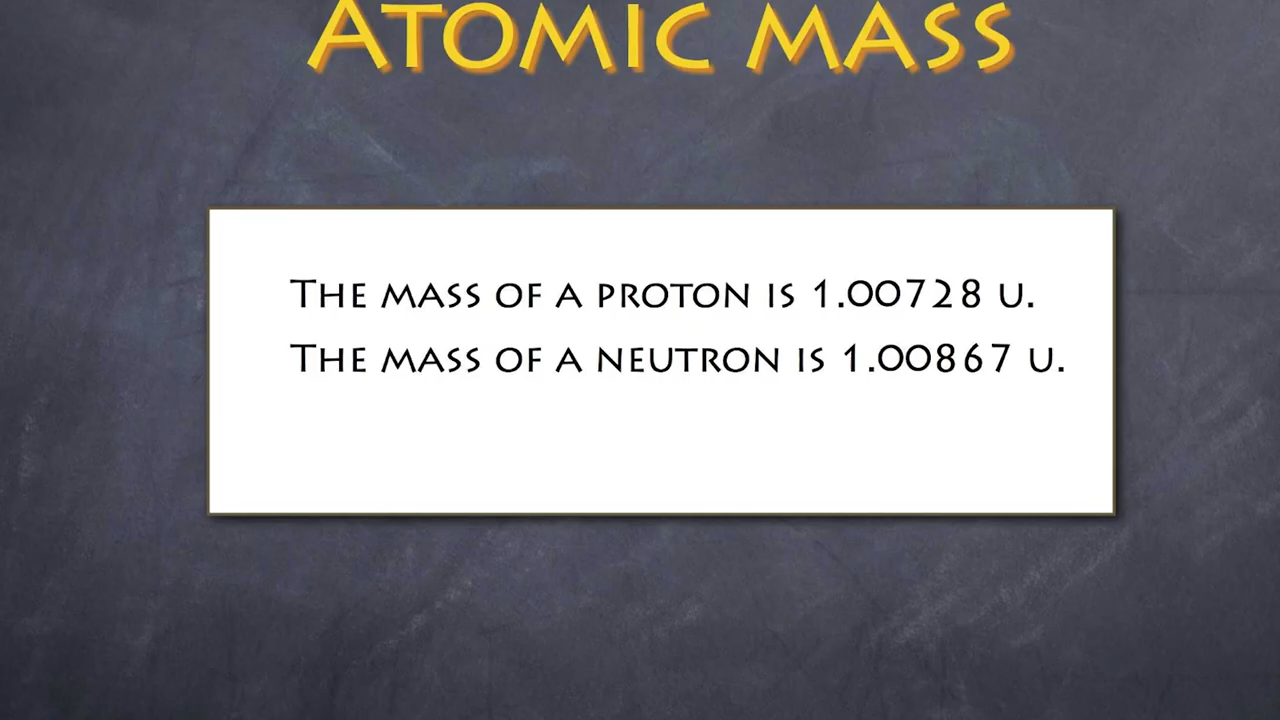 Atomic mass
The mass of a proton is 1.00728 u.
The mass of a neutron is 1.00867 u.